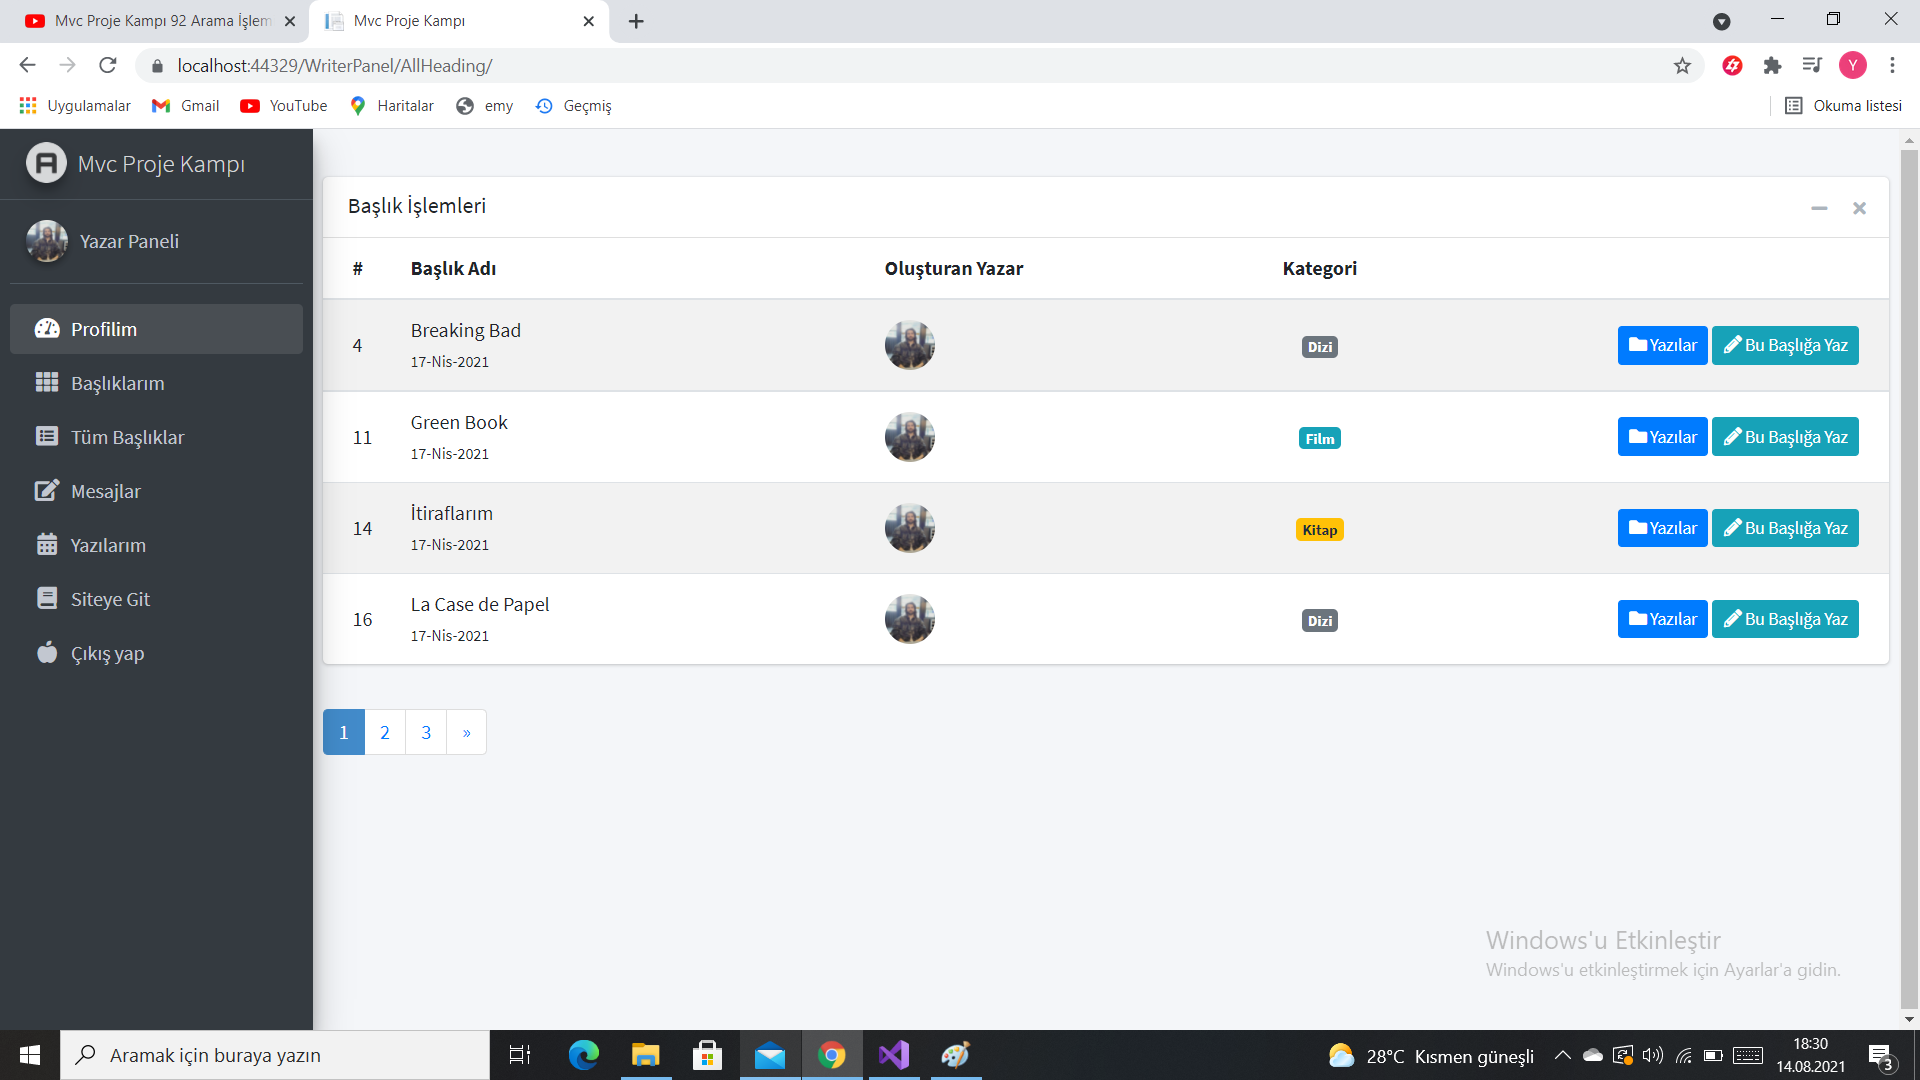 Mvc Proje Kampı 92 Arama İşlem
Mvc Proje Kampı
localhost:44329/WriterPanel/AllHeading/
Y
Uygulamalar
Gmail
YouTube
Haritalar
emy
Geçmiş
Okuma listesi
Mvc Proje Kampı
Yazar Paneli
Profilim
Başlıklarım
Tüm Başlıklar
Mesajlar
Yazılarım
Siteye Git
Çıkış yap
Başlık İşlemleri
# Başlık Adı Oluşturan Yazar Kategori
4 Breaking Bad Dizi Yazılar Bu Başlığa Yaz
17-Nis-2021
11 Green Book Film Yazılar Bu Başlığa Yaz
17-Nis-2021
14 İtiraflarım Kitap Yazılar Bu Başlığa Yaz
17-Nis-2021
16 La Case de Papel Dizi Yazılar Bu Başlığa Yaz
17-Nis-2021
1 2 3 »
Windows'u Etkinleştir
Windows'u etkinleştirmek için Ayarlar'a gidin.
Aramak için buraya yazın
28°C Kısmen güneşli
18:30
14.08.2021
3